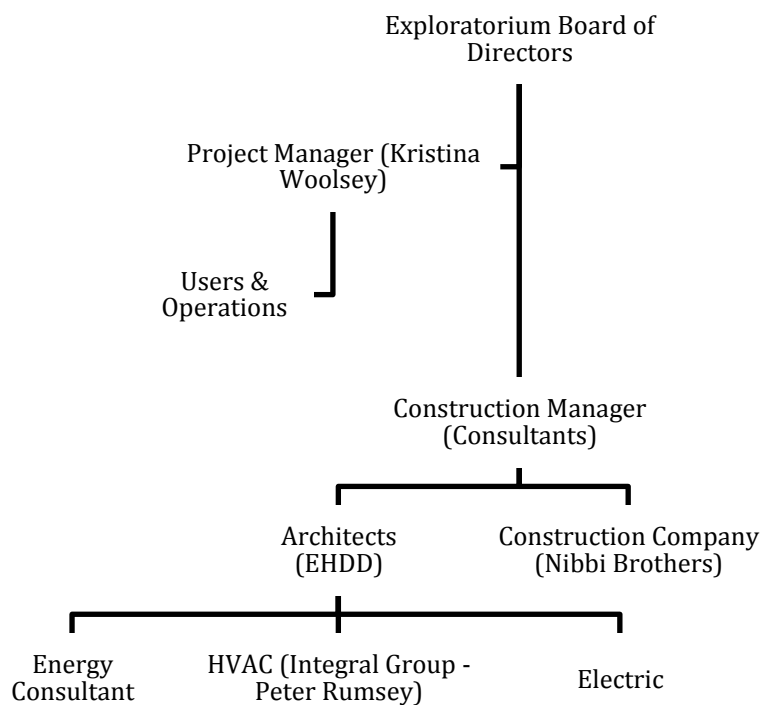 Exploratorium Board of
Directors
Project Manager (Kristina
Woolsey)
Users &
Operations
Construction Manager
(Consultants)
Architects
(EHDD)
Construction Company
(Nibbi Brothers)
Energy
Consultant
HVAC (Integral Group -
Peter Rumsey)
Electric